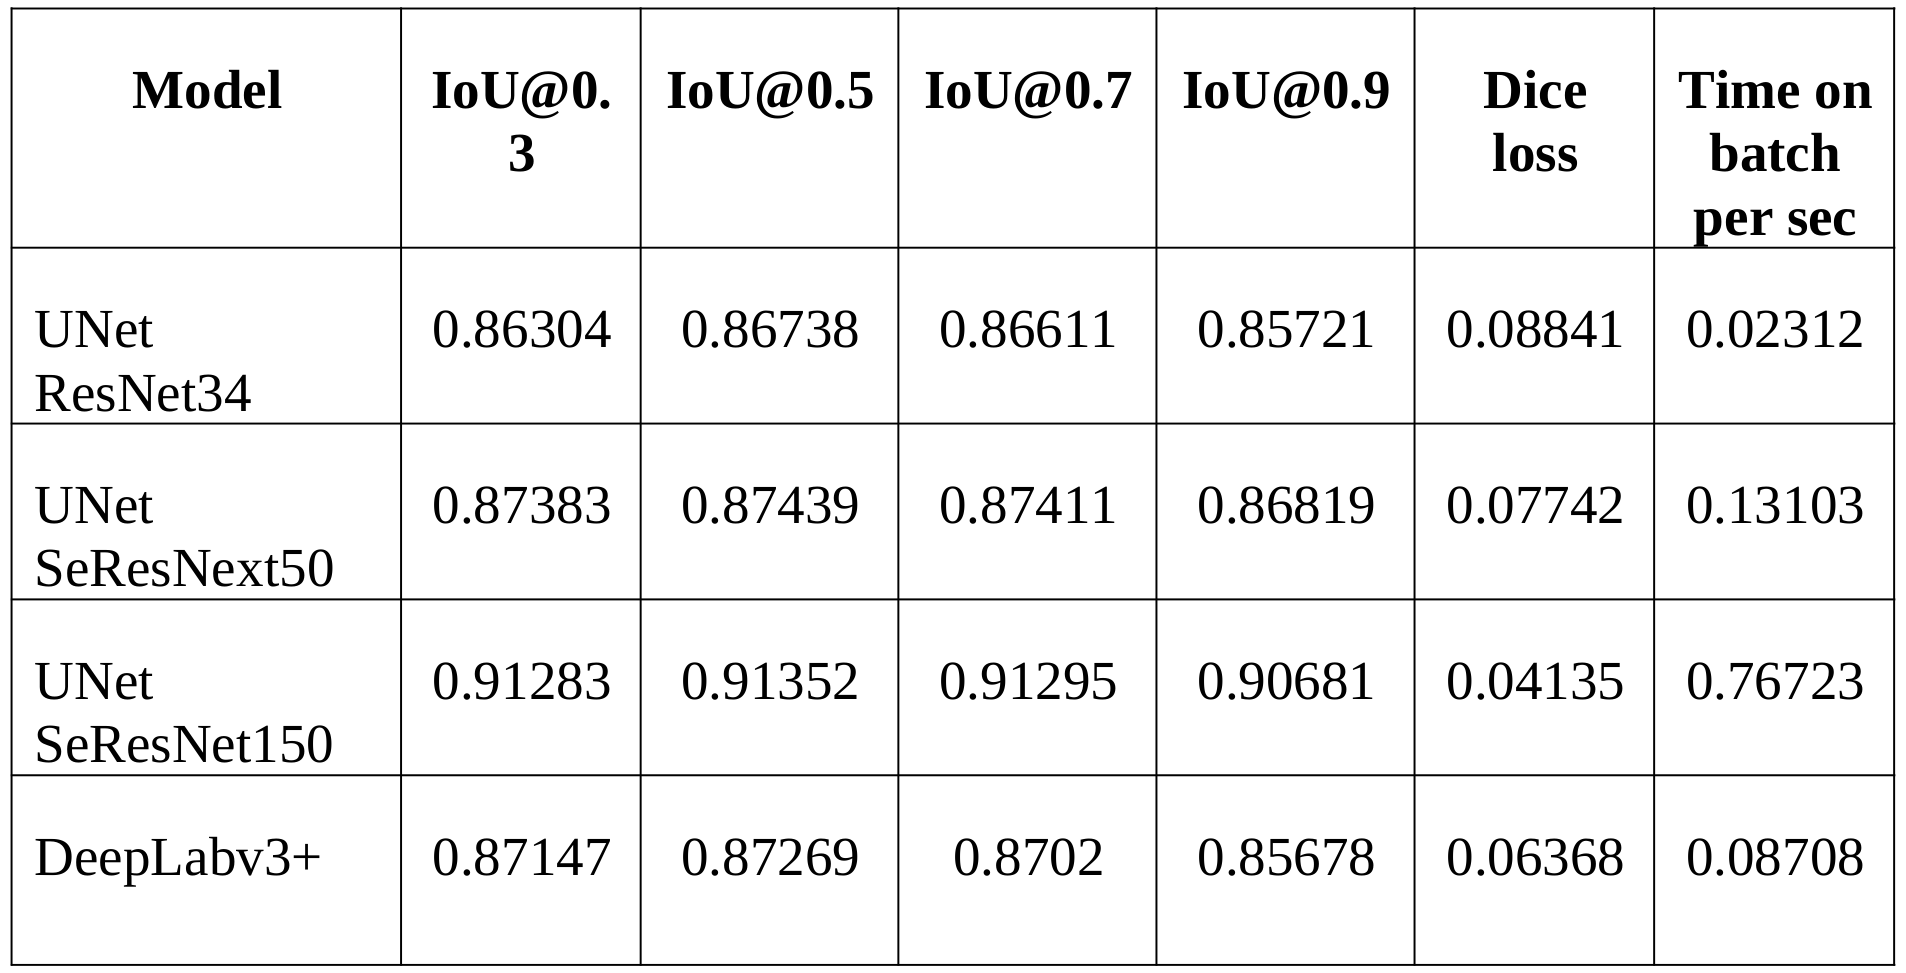 Model IoU@0. IoU@0.5 IoU@0.7 IoU@0.9 Dice Time on
3 loss batch
per sec
UNet 0.86304 0.86738 0.86611 0.85721 0.08841 0.02312
ResNet34
UNet 0.87383 0.87439 0.87411 0.86819 0.07742 0.13103
SeResNext50
UNet 0.91283 0.91352 0.91295 0.90681 0.04135 0.76723
SeResNet150
DeepLabv3+ 0.87147 0.87269 0.8702 0.85678 0.06368 0.08708